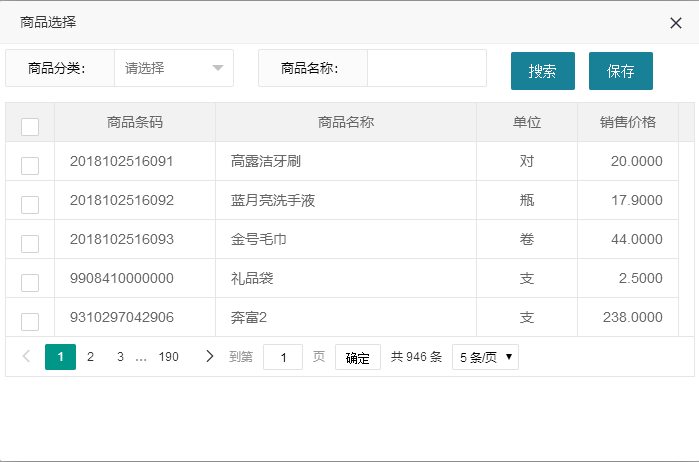 商品选择
商品分类: 请选择 商品名称: 搜索 保存
商品条码 商品名称 单位 销售价格
2018102516091 高露洁牙刷 对 20.0000
2018102516092 蓝月亮洗手液 瓶 17.9000
2018102516093 金号毛巾 卷 44.0000
9908410000000 礼品袋 支 2.5000
9310297042906 奔富2 支 238.0000
1 2 3 … 190 到第 1 页 确定 共 946 条 5 条/页